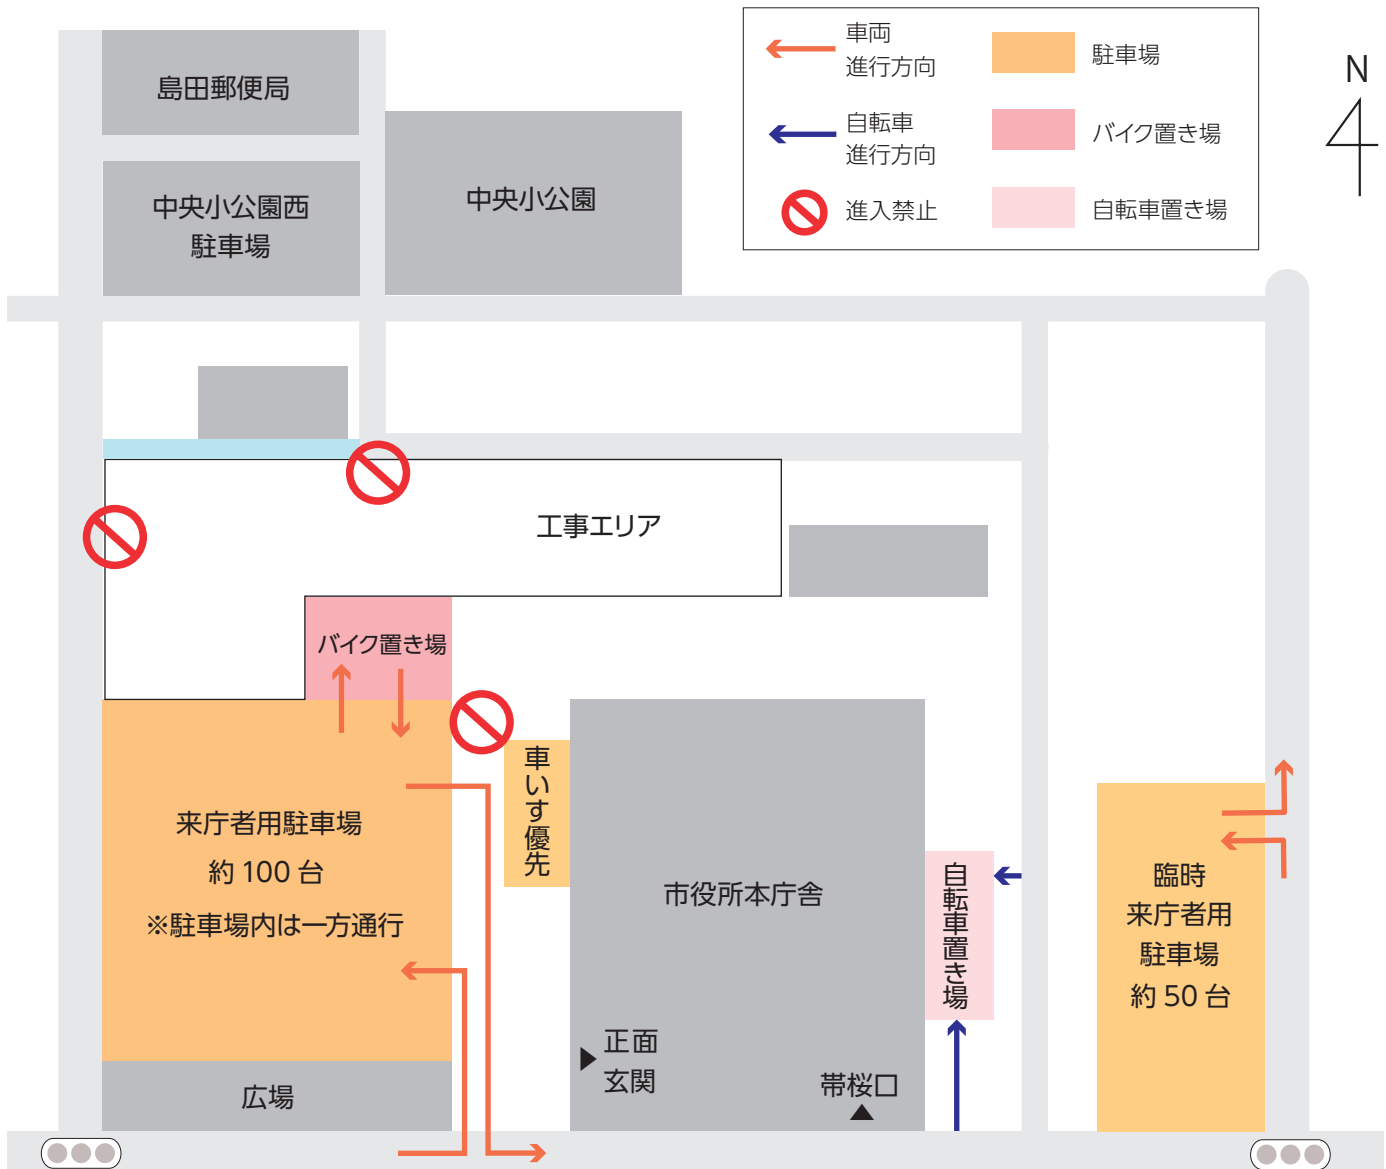 車両
進行方向
自転車
進行方向
進入禁止
駐車場
バイク置き場
自転車置き場
N
島田郵便局
中央小公園西
駐車場
中央小公園
工事エリア
バイク置き場
来庁者用駐車場
約 100 台
※駐車場内は一方通行
車いす優先
市役所本庁舎
自転車置き場
臨時
来庁者用
駐車場
約 50 台
正面
玄関
帯桜口
広場